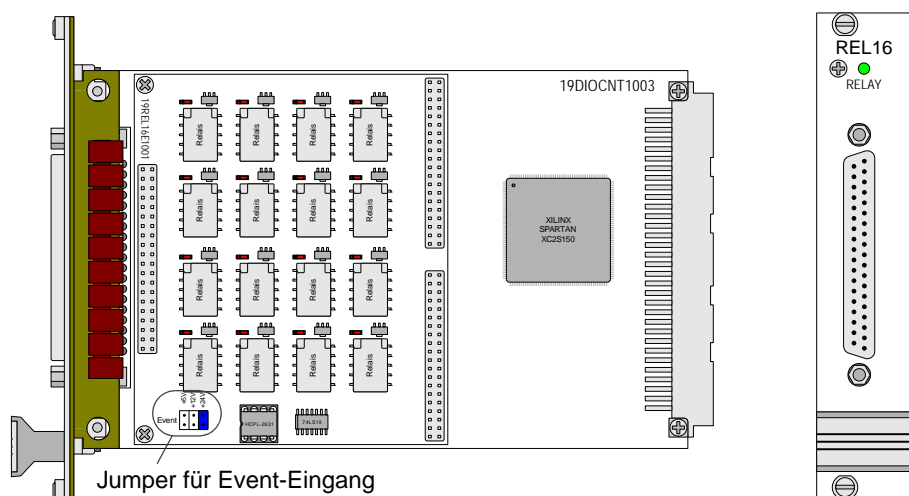 19DIOCNT1003
19REL16E1001
Relais Relais Relais Relais
Relais Relais Relais Relais
Relais Relais Relais Relais
Relais Relais Relais Relais
XILINX
SPARTAN
XC2S150
+5V
+12V
+24V
Event
HCPL-2631
74LS19
Jumper für Event-Eingang
REL16
RELAY